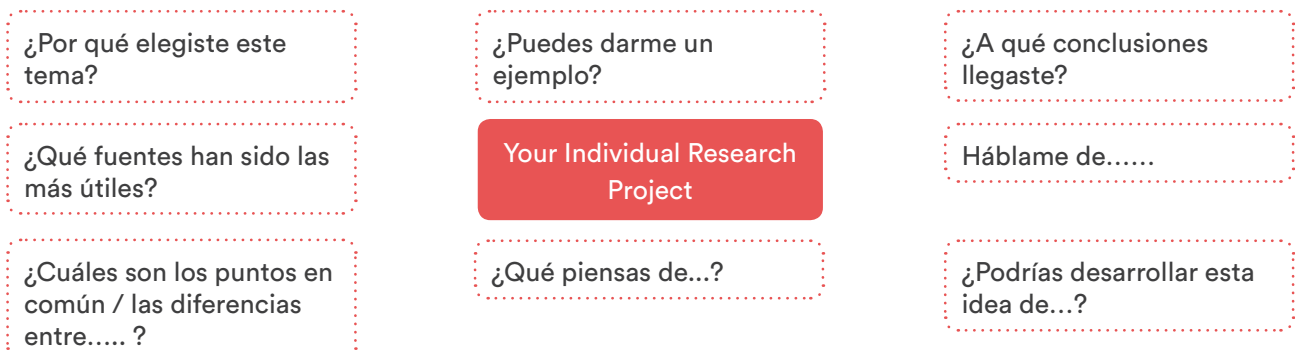 ¿Por qué elegiste este
tema?
¿Puedes darme un
ejemplo?
¿A qué conclusiones
llegaste?
¿Qué fuentes han sido las
más útiles?
Your Individual Research
Project
Háblame de......
¿Cuáles son los puntos en
común / las diferencias
entre..... ?
¿Qué piensas de...?
¿Podrías desarrollar esta
idea de...?